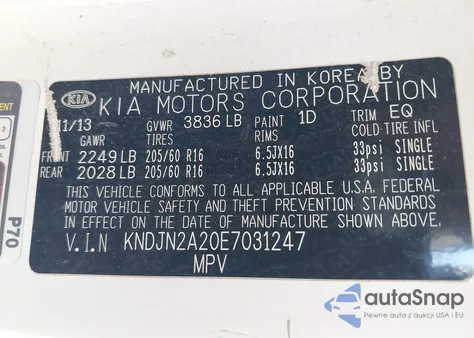 MANUFACTURED IN KOREA BY
KIA KIA MOTORS CORPORATION
11/13 GVWR 3836 LB PAINT 1D TRIM EQ
GAWR TIRES RIMS COLD TIRE INFL
FRONT 2249 LB 205/60 R16 6.5JX16 33psi SINGLE
REAR 2028 LB 205/60 R16 6.5JX16 33psi SINGLE
THIS VEHICLE CONFORMS TO ALL APPLICABLE U.S.A. FEDERAL
MOTOR VEHICLE SAFETY AND THEFT PREVENTION STANDARDS
IN EFFECT ON THE DATE OF MANUFACTURE SHOWN ABOVE.
V.I.N KNDJN2A20E7031247
MPV
P70
autoSnap
Pewne auta z aukcji USA i EU